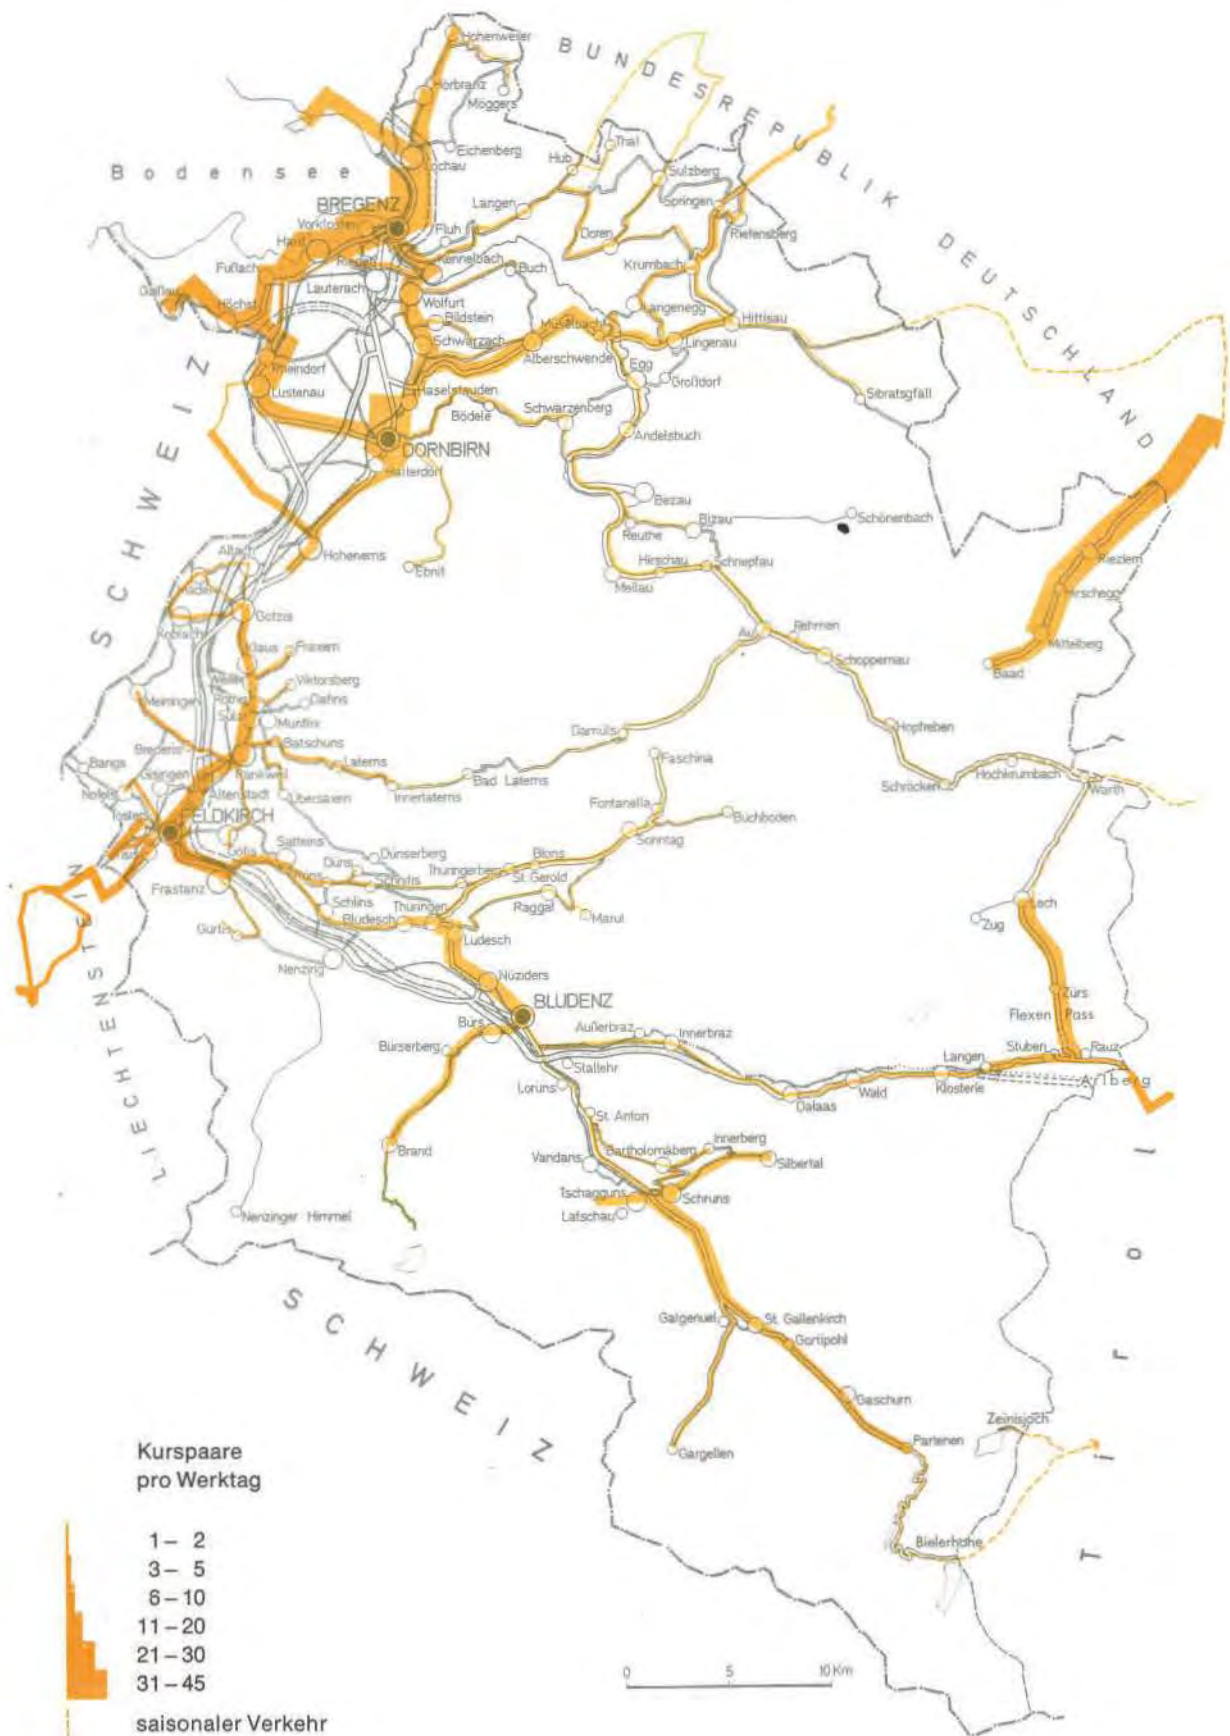 BUNDESREPUBLIK DEUTSCHLAND
Hohenweiler
Hörbranz
Möggers
Eichenberg
Lochau
Bodensee
BREGENZ
Hub
Thal
Sulzberg
Langen
Springen
Riefensberg
Doren
Vorkloster
Fluh
Hard
Kennelbach
Krumbach
Fußach
Lauterach
Buch
Höchst
Wolfurt
Langenegg
Bildstein
Müselbach
Hittisau
Schwarzach
Lingenau
Alberschwende
Rheindorf
Egg
Großdorf
Lustenau
Haselstauden
Bödele
Schwarzenberg
Sibratsgfäll
DORNBIRN
Andelsbuch
Hatlerdorf
SCHWEIZ
Bezau
Bizau
Schönenbach
Reuthe
Altach
Hohenems
Ebnit
Hirschau
Schnepfau
Mellau
Riezlern
Hirschegg
Mittelberg
Baad
Mäder
Götzis
Koblach
Au
Rehmen
Schoppernau
Klaus
Fraxern
Weiler
Viktorsberg
Meiningen
Röthis
Dafins
Sulz
Muntlix
Hopfreben
Damüls
Batschuns
Brederis
Laterns
Faschina
Bangs
Gisingen
Rankweil
Bad Laterns
Innerlaterns
Hochkrumbach
Schröcken
Warth
Nofels
Altenstadt
Übersaxen
Fontanella
Buchboden
Tosters
FELDKIRCH
Sonntag
Göfis
Satteins
Dünserberg
Blons
Düns
Thüringerberg
St. Gerold
Frastanz
Schnifis
Schlins
Raggal
Marul
Thüringen
Bludesch
Lech
Zug
Gurtis
Ludesch
Nenzing
Nüziders
BLUDENZ
Zürs
Flexen Pass
Bürs
Bürserberg
Außerbraz
Innerbraz
Stallehr
Langen
Stuben
Rauz
Lorüns
Dalaas
Wald
Klösterle
Arlberg
LIECHTENSTEIN
St. Anton
Brand
Vandans
Bartholomäberg
Innerberg
Silbertal
Tschagguns
Schruns
Latschau
Nenzinger Himmel
Tirol
SCHWEIZ
Galgenuel
St. Gallenkirch
Gortipohl
Gaschurn
Gargellen
Partenen
Zeinisjoch
Bielerhöhe
Kurspaare
pro Werktag
1 – 2
3 – 5
6 – 10
11 – 20
21 – 30
31 – 45
saisonaler Verkehr
0 5 10 Km